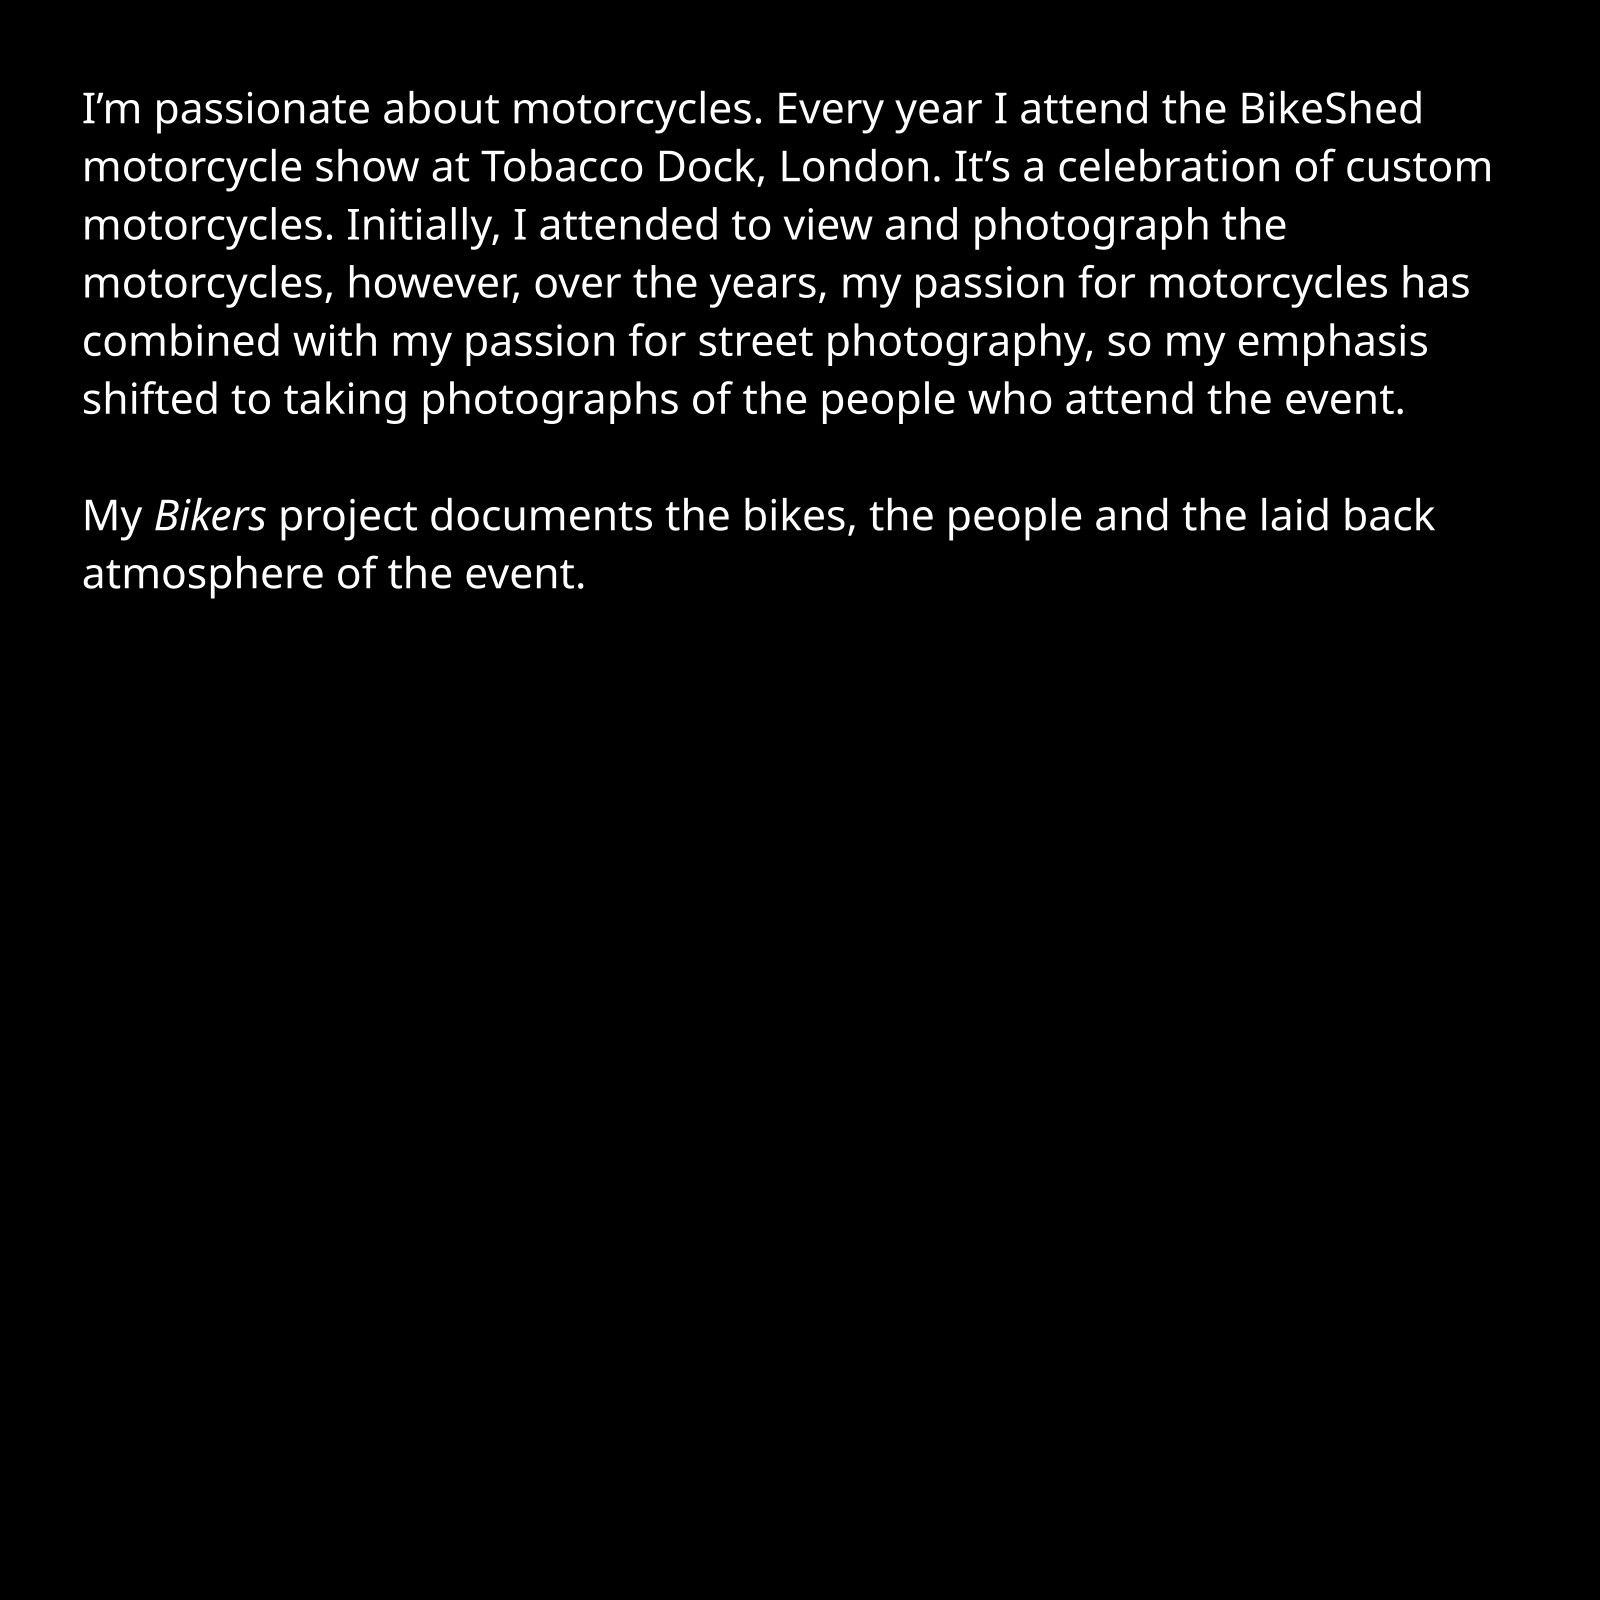 I’m passionate about motorcycles. Every year I attend the BikeShed
motorcycle show at Tobacco Dock, London. It’s a celebration of custom
motorcycles. Initially, I attended to view and photograph the
motorcycles, however, over the years, my passion for motorcycles has
combined with my passion for street photography, so my emphasis
shifted to taking photographs of the people who attend the event.
My Bikers project documents the bikes, the people and the laid back
atmosphere of the event.